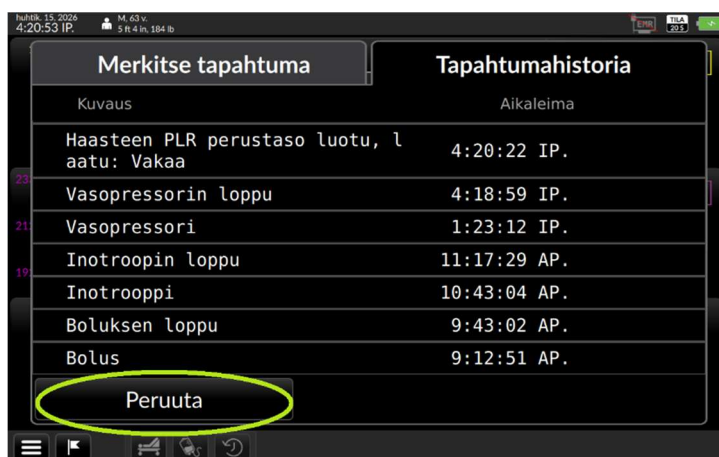 huhtik. 15, 2026
4:20:53 IP.
M, 63 v.
5 ft 4 in, 184 lb
EMR
TILA
20 S
Merkitse tapahtuma
Tapahtumahistoria
Kuvaus
Aikaleima
Haasteen PLR perustaso luotu, l
aatu: Vakaa
4:20:22 IP.
Vasopressorin loppu
4:18:59 IP.
Vasopressori
1:23:12 IP.
Inotroopin loppu
11:17:29 AP.
Inotrooppi
10:43:04 AP.
Boluksen loppu
9:43:02 AP.
Bolus
9:12:51 AP.
Peruuta